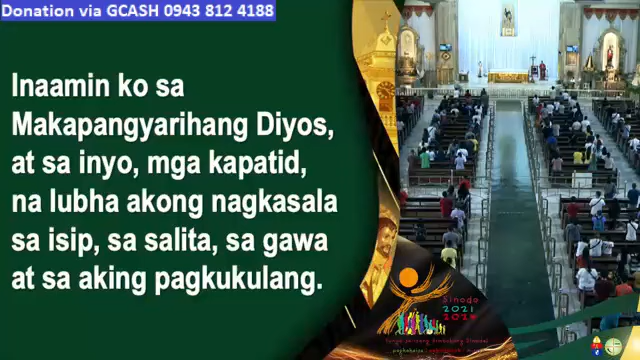 Donation via GCASH 0943 812 4188
Inaamin ko sa
Makapangyarihang Diyos,
at sa inyo, mga kapatid,
na lubha akong nagkasala
sa isip, sa salita, sa gawa
at sa aking pagkukulang.
Sinodo
2021